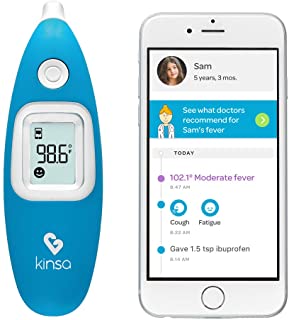 98.6°
kinsa
Sam
5 years, 3 mos.
See what doctors
recommend for
Sam's fever
TODAY
102.1° Moderate fever
8:47 AM
Cough
Fatigue
8:22 AM
Gave 1.5 tsp ibuprofen
8:14 AM